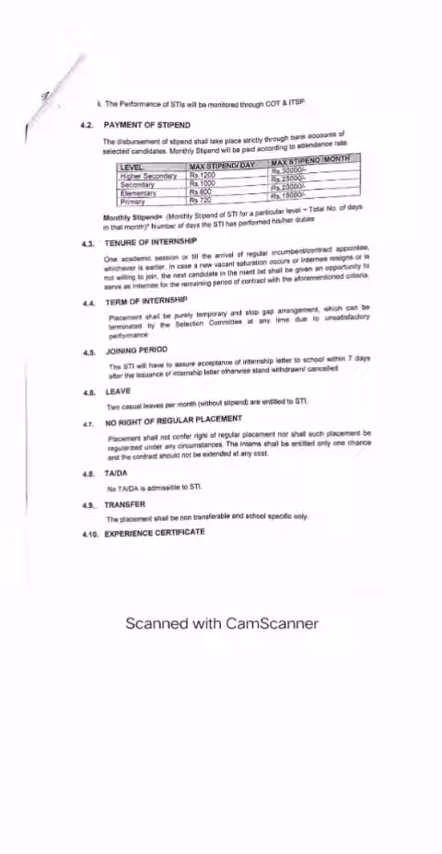 ii. The Performance of STIs will be monitored through COT & ITSP.
4.2. PAYMENT OF STIPEND
The disbursement of stipend shall take place strictly through bank accounts of
selected candidates. Monthly Stipend will be paid according to attendance rate.
LEVEL MAX STIPEND/ DAY MAX STIPEND /MONTH
Higher Secondary Rs.1200 Rs.30000/-
Secondary Rs.1000 Rs.25000/-
Elementary Rs.800 Rs.20000/-
Primary Rs.720 Rs.18000/-
Monthly Stipend= (Monthly Stipend of STI for a particular level ÷ Total No. of days
in that month)* Number of days the STI has performed his/her duties
4.3. TENURE OF INTERNSHIP
One academic session or till the arrival of regular incumbent/contract appointee,
whichever is earlier. In case a new vacant saturation occurs or Internee resigns or is
not willing to join, the next candidate in the merit list shall be given an opportunity to
serve as Internee for the remaining period of contract with the aforementioned criteria.
4.4. TERM OF INTERNSHIP
Placement shall be purely temporary and stop gap arrangement, which can be
terminated by the Selection Committee at any time due to unsatisfactory
performance
4.5. JOINING PERIOD
The STI will have to assure acceptance of internship letter to school within 7 days
after the issuance of internship letter otherwise stand withdrawn/ cancelled
4.6. LEAVE
Two casual leaves per month (without stipend) are entitled to STI.
4.7. NO RIGHT OF REGULAR PLACEMENT
Placement shall not confer right of regular placement nor shall such placement be
regularized under any circumstances. The interns shall be entitled only one chance
and the contract should not be extended at any cost.
4.8. TA/DA
No TA/DA is admissible to STI.
4.9. TRANSFER
The placement shall be non transferable and school specific only.
4.10. EXPERIENCE CERTIFICATE
Scanned with CamScanner